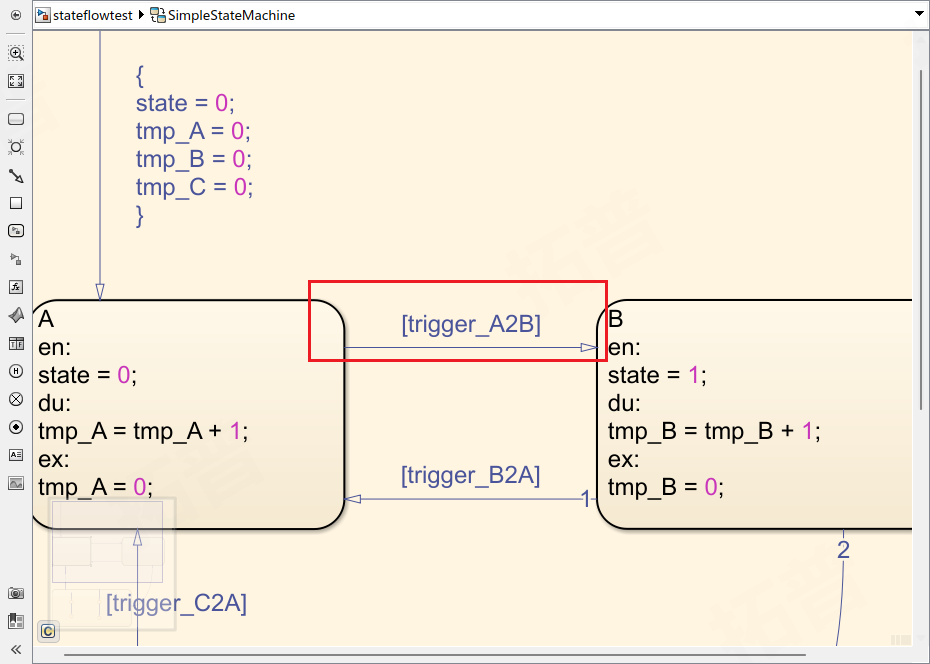 stateflowtest
SimpleStateMachine
{
state = 0;
tmp_A = 0;
tmp_B = 0;
tmp_C = 0;
}
[trigger_A2B]
A
en:
state = 0;
du:
tmp_A = tmp_A + 1;
ex:
tmp_A = 0;
B
en:
state = 1;
du:
tmp_B = tmp_B + 1;
ex:
tmp_B = 0;
[trigger_B2A]
1
2
[trigger_C2A]
C